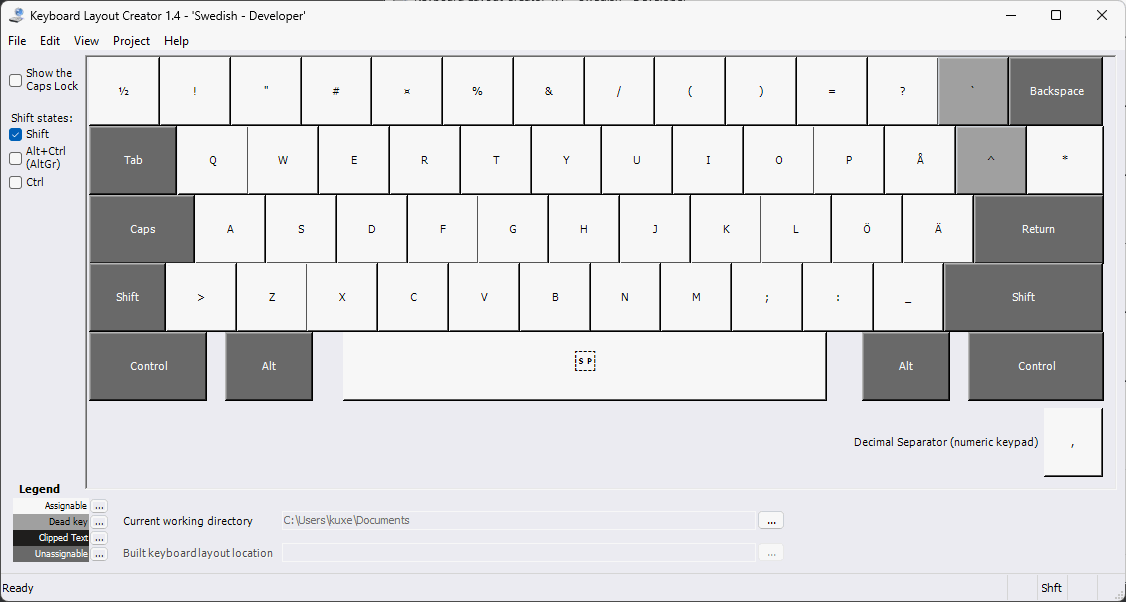 Keyboard Layout Creator 1.4 - 'Swedish - Developer'
File Edit View Project Help
Show the
Caps Lock
Shift states:
Shift
Alt+Ctrl
(AltGr)
Ctrl
½ ! " # ¤ % & / ( ) = ? ` Backspace
Tab Q W E R T Y U I O P Å ^ *
Caps A S D F G H J K L Ö Ä Return
Shift > Z X C V B N M ; : _ Shift
Control Alt SP Alt Control
Decimal Separator (numeric keypad) ,
Legend
Assignable ...
Dead key ...
Clipped Text ...
Unassignable ...
Current working directory C:\Users\kuxe\Documents ...
Built keyboard layout location ...
Ready Shft